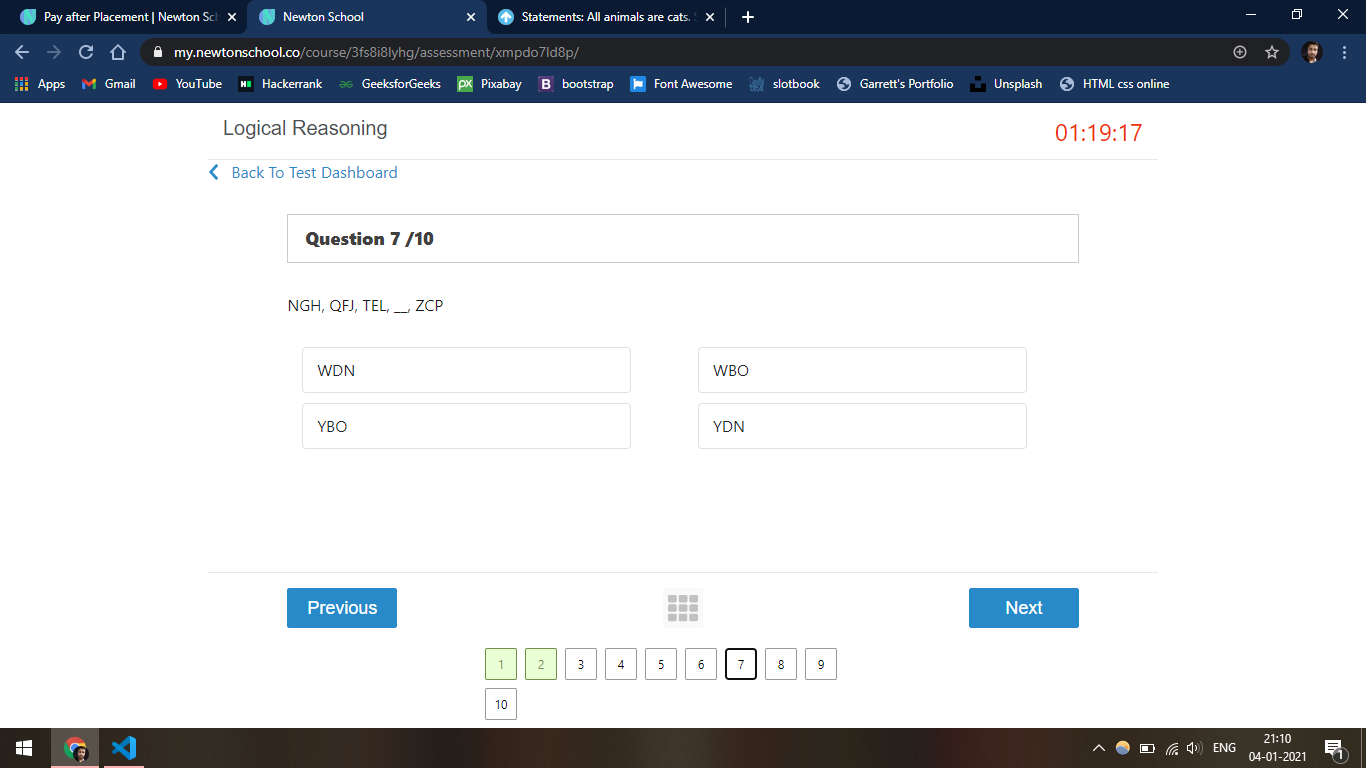 Pay after Placement | Newton Sch
Newton School
Statements: All animals are cats. S
my.newtonschool.co/course/3fs8i8lyhg/assessment/xmpdo7ld8p/
Apps Gmail YouTube Hackerrank GeeksforGeeks Pixabay bootstrap Font Awesome slotbook Garrett's Portfolio Unsplash HTML css online
Logical Reasoning
01:19:17
Back To Test Dashboard
Question 7 /10
NGH, QFJ, TEL, __, ZCP
WDN
WBO
YBO
YDN
Previous
Next
1 2 3 4 5 6 7 8 9
10
ENG
21:10
04-01-2021
1